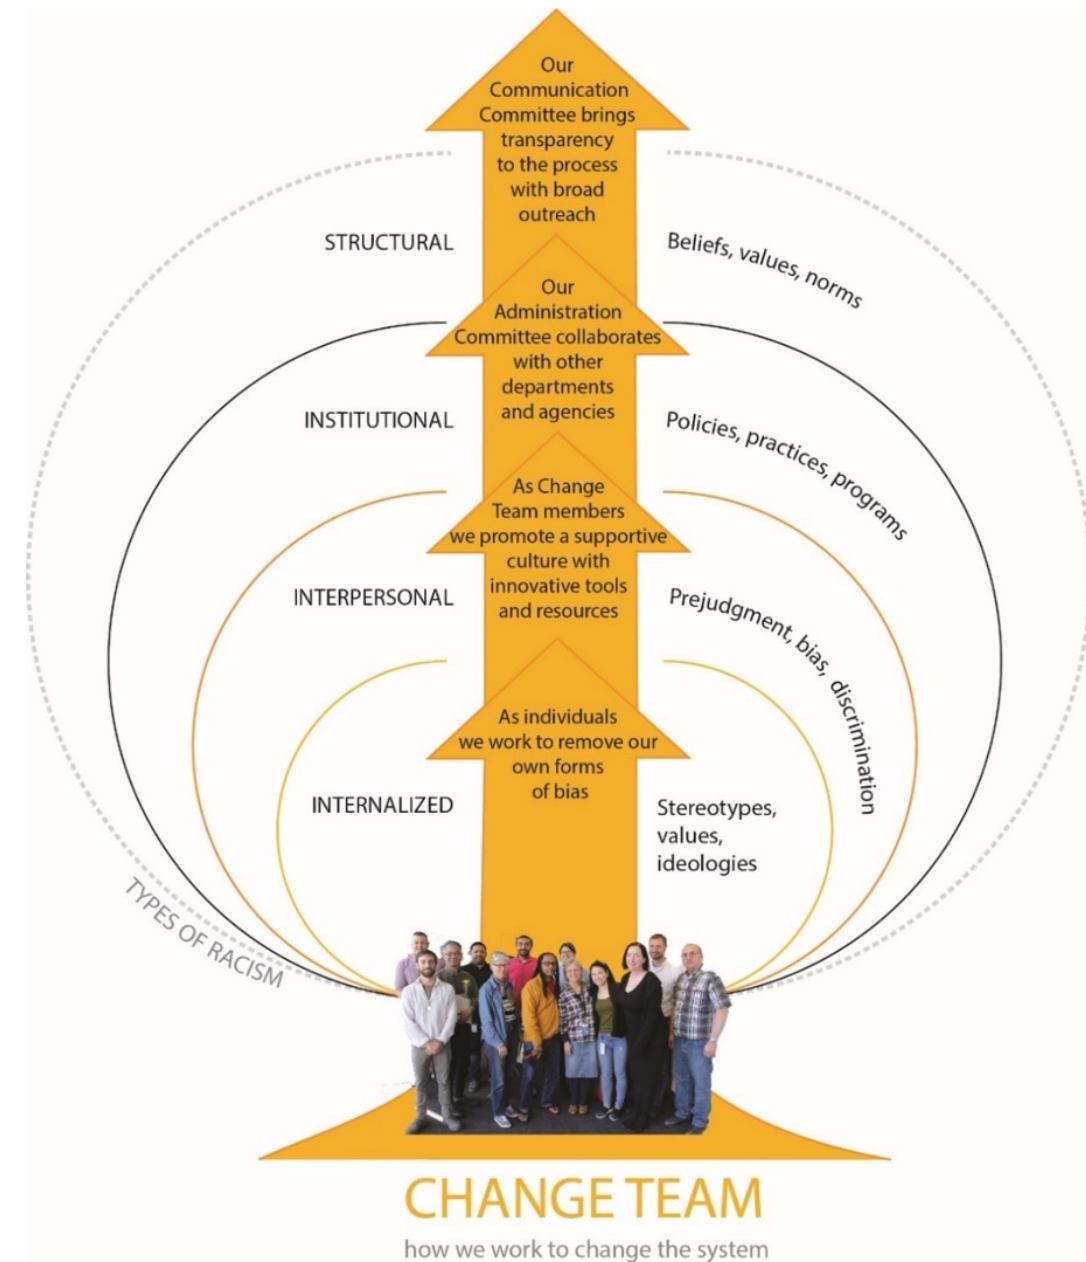 Our
Communication
Committee brings
transparency
to the process
with broad
outreach
STRUCTURAL
Beliefs, values, norms
Our
Administration
Committee collaborates
with other
departments
and agencies
INSTITUTIONAL
Policies, practices, programs
As Change
Team members
we promote a supportive
culture with
innovative tools
and resources
INTERPERSONAL
Prejudgment, bias, discrimination
As individuals
we work to remove our
own forms
of bias
INTERNALIZED
Stereotypes,
values,
ideologies
TYPES OF RACISM
CHANGE TEAM
how we work to change the system